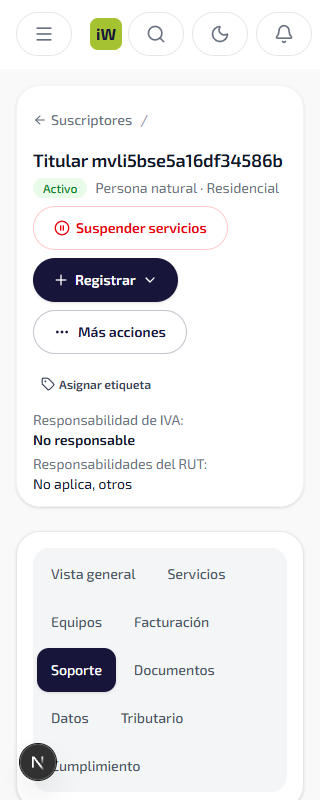 iW
Suscriptores /
Titular mvli5bse5a16df34586b
Activo Persona natural · Residencial
Suspender servicios
Registrar
Más acciones
Asignar etiqueta
Responsabilidad de IVA:
No responsable
Responsabilidades del RUT:
No aplica, otros
Vista general Servicios
Equipos Facturación
Soporte Documentos
Datos Tributario
N Cumplimiento